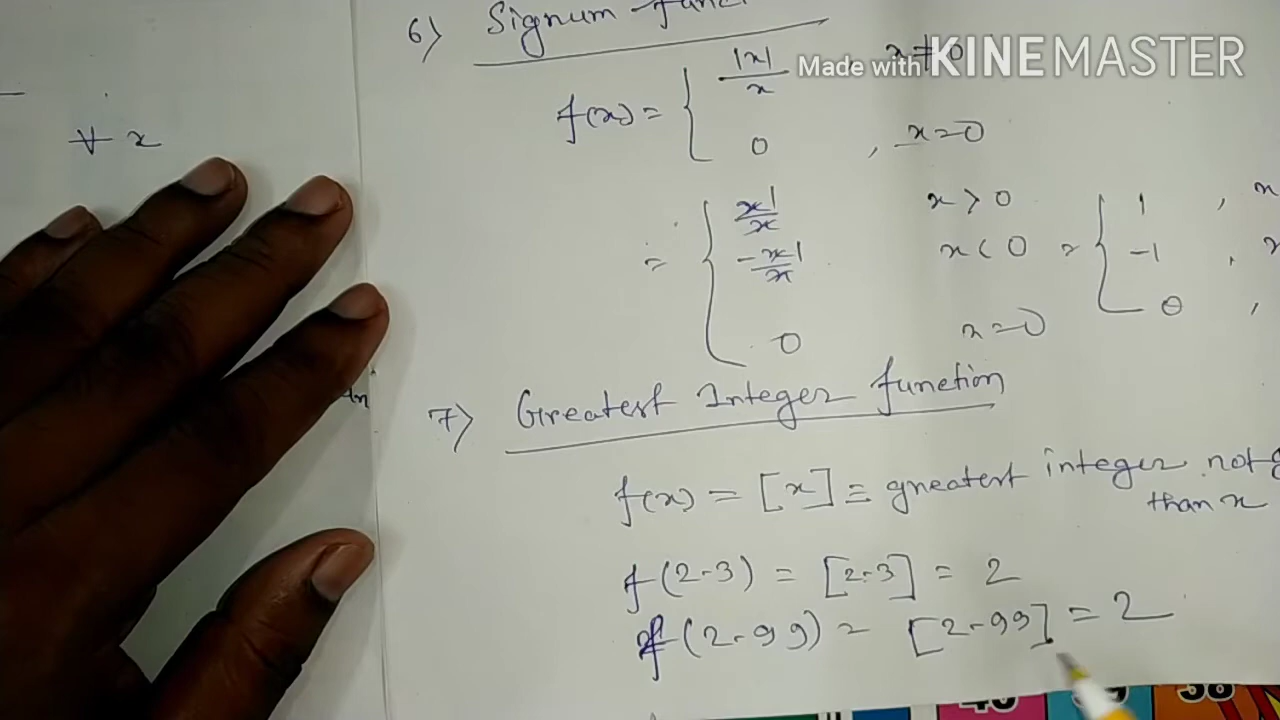 6) Signum
Made with KINEMASTER
f(x) = { |x|/x , x ≠ 0
0 , x = 0
∀ x
= { x/x x > 0
-x/x x < 0
0 x = 0
= { 1 ,
-1 ,
0 ,
7) Greatest Integer function
f(x) = [x] = greatest integer not
than x
f(2.3) = [2.3] = 2
f(2.99) = [2.99] = 2
38